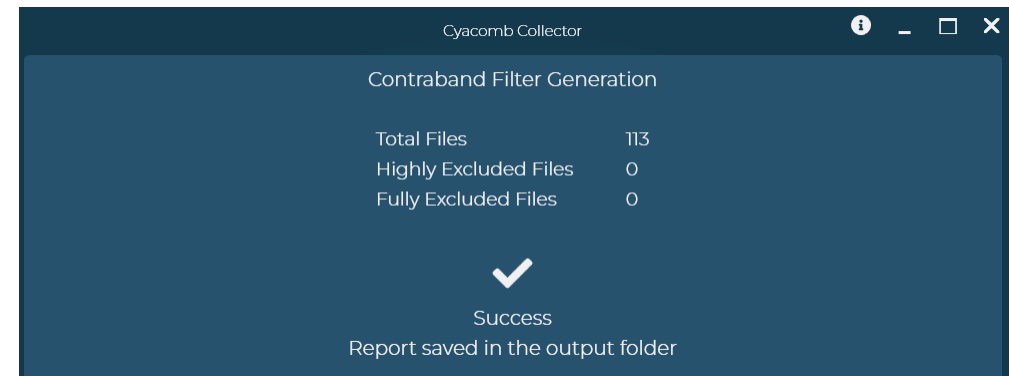 Cyacomb Collector
Contraband Filter Generation
Total Files 113
Highly Excluded Files 0
Fully Excluded Files 0
Success
Report saved in the output folder